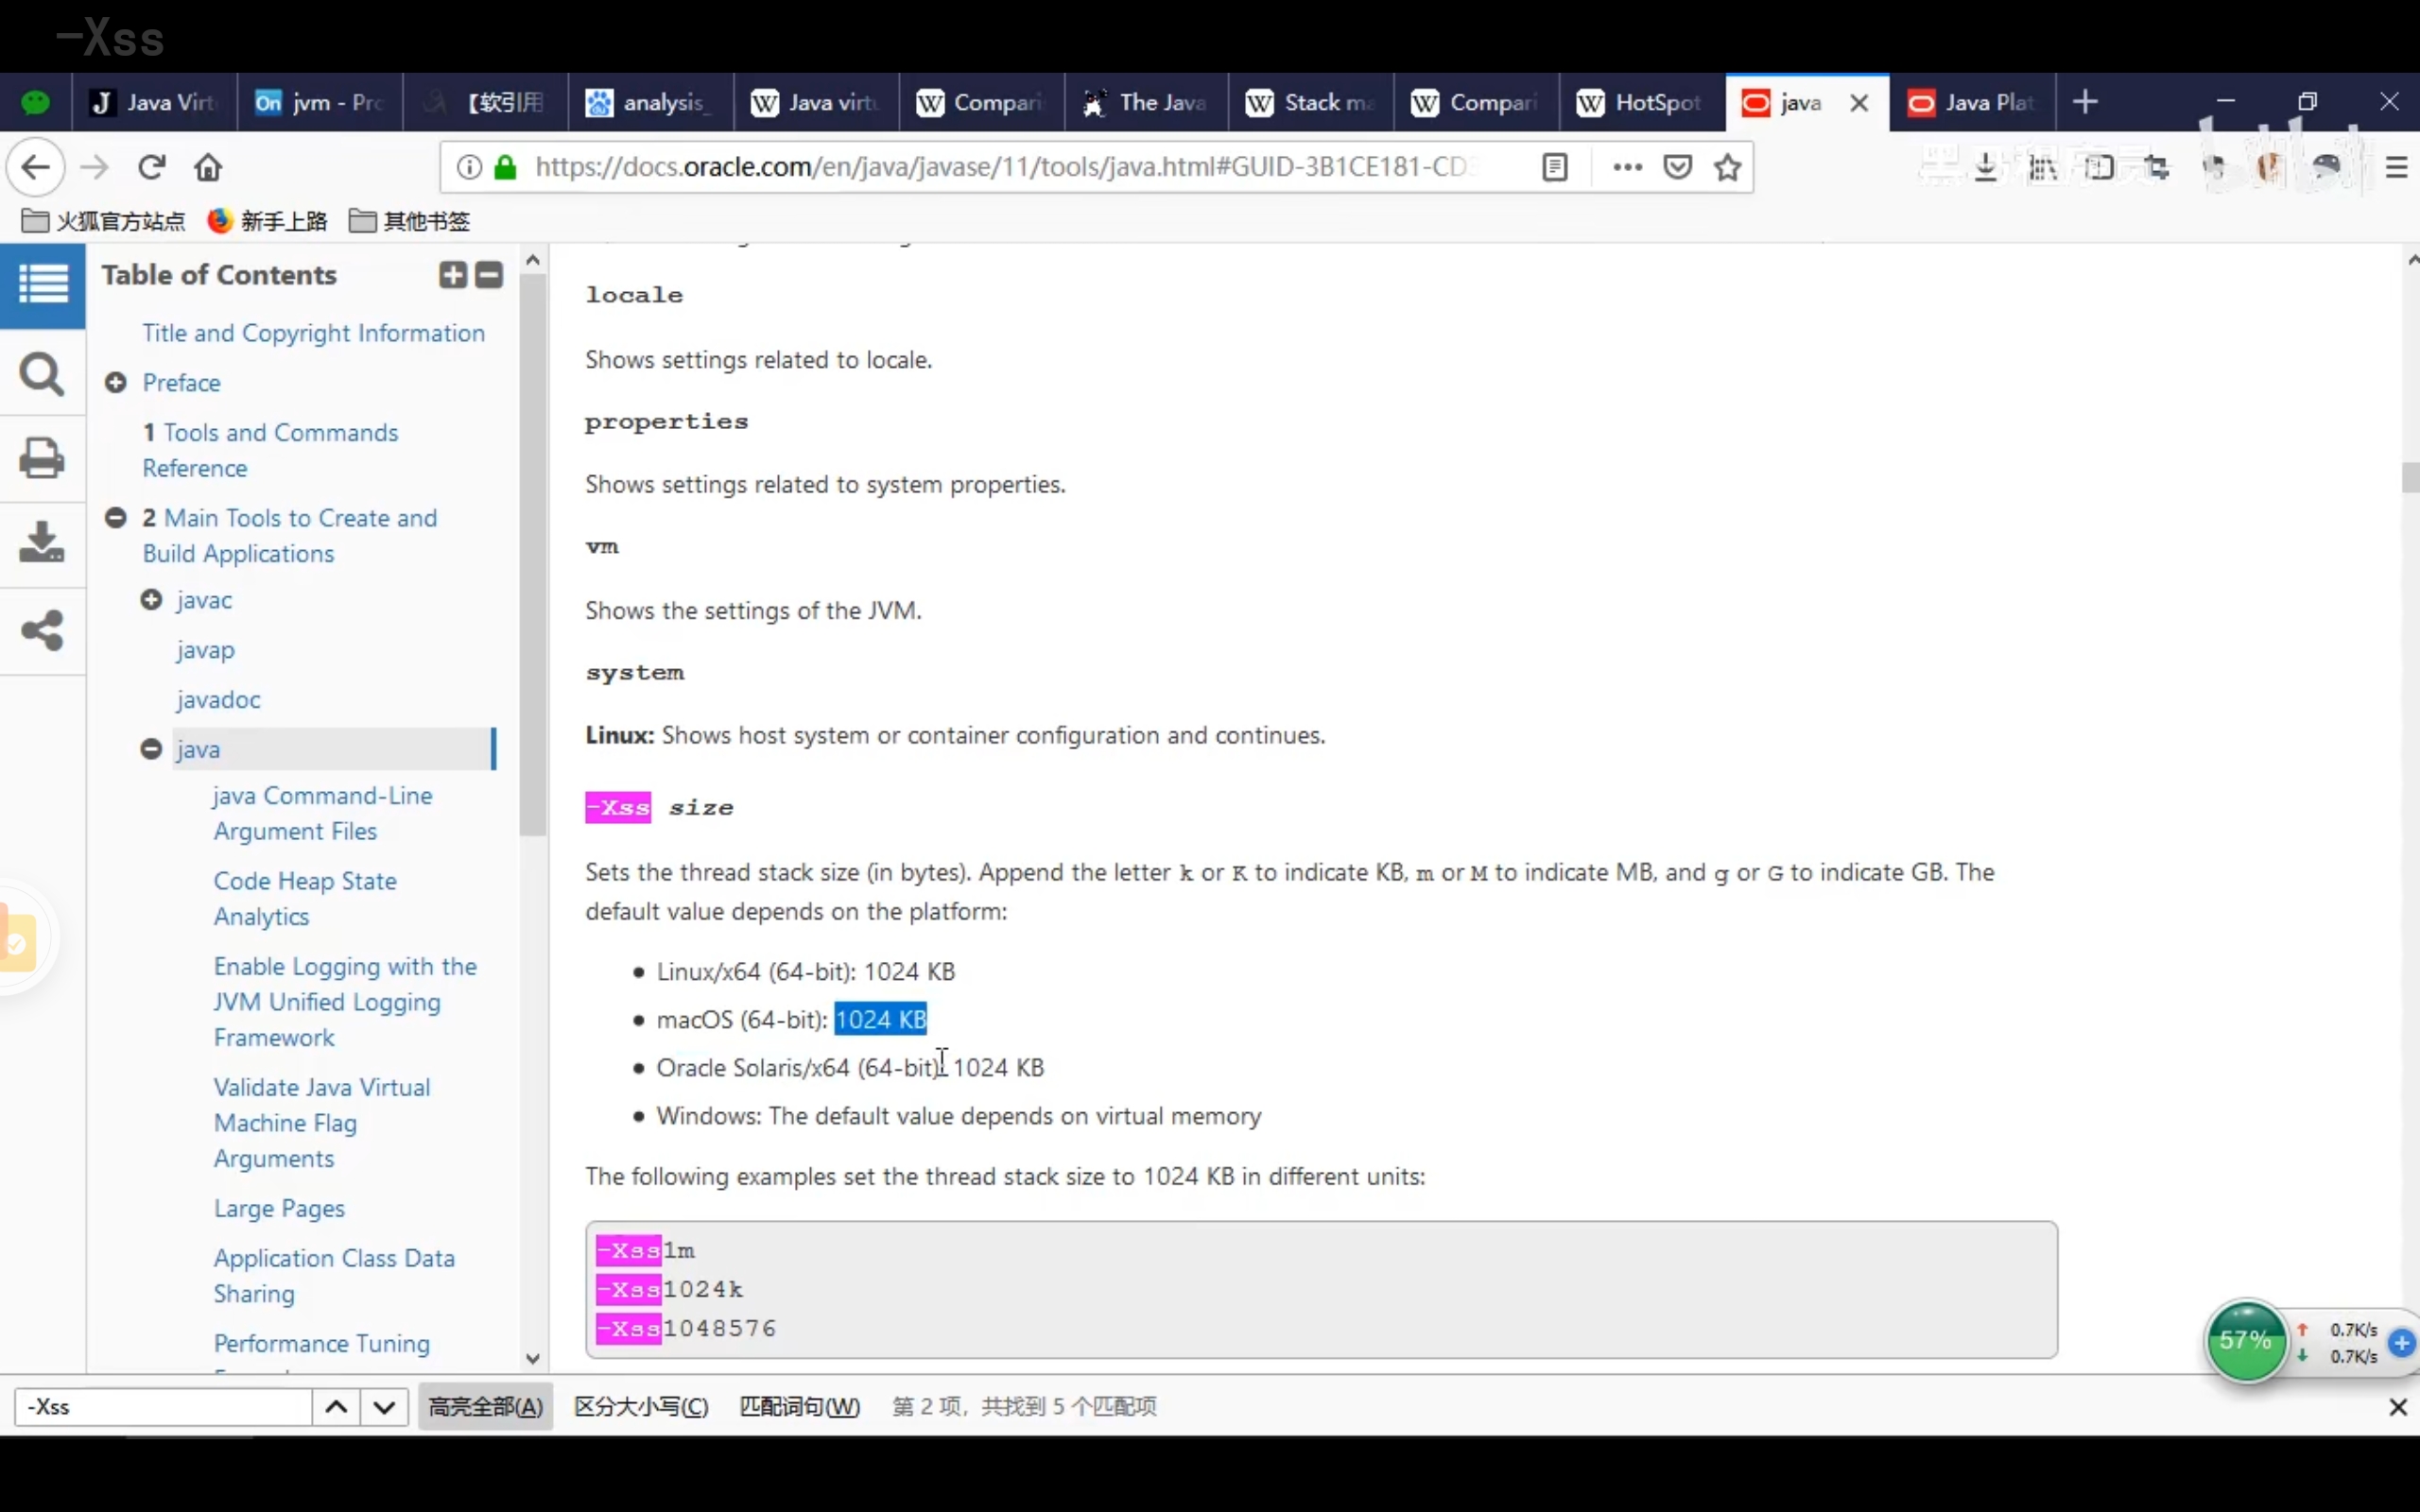 -Xss
Java Virt
On jvm - Pro
【软引用
analysis_
W Java virtu
W Compari
The Java
W Stack ma
W Compari
W HotSpot
java
Java Plat
https://docs.oracle.com/en/java/javase/11/tools/java.html#GUID-3B1CE181-CD3
黑马程序员
bilibili
火狐官方站点
新手上路
其他书签
Table of Contents
Title and Copyright Information
Preface
1 Tools and Commands
Reference
2 Main Tools to Create and
Build Applications
javac
javap
javadoc
java
java Command-Line
Argument Files
Code Heap State
Analytics
Enable Logging with the
JVM Unified Logging
Framework
Validate Java Virtual
Machine Flag
Arguments
Large Pages
Application Class Data
Sharing
Performance Tuning
locale
Shows settings related to locale.
properties
Shows settings related to system properties.
vm
Shows the settings of the JVM.
system
Linux: Shows host system or container configuration and continues.
-Xss size
Sets the thread stack size (in bytes). Append the letter k or K to indicate KB, m or M to indicate MB, and g or G to indicate GB. The
default value depends on the platform:
• Linux/x64 (64-bit): 1024 KB
• macOS (64-bit): 1024 KB
• Oracle Solaris/x64 (64-bit): 1024 KB
• Windows: The default value depends on virtual memory
The following examples set the thread stack size to 1024 KB in different units:
-Xss1m
-Xss1024k
-Xss1048576
57%
0.7K/s
0.7K/s
-Xss
高亮全部(A)
区分大小写(C)
匹配词句(W)
第 2 项，共找到 5 个匹配项